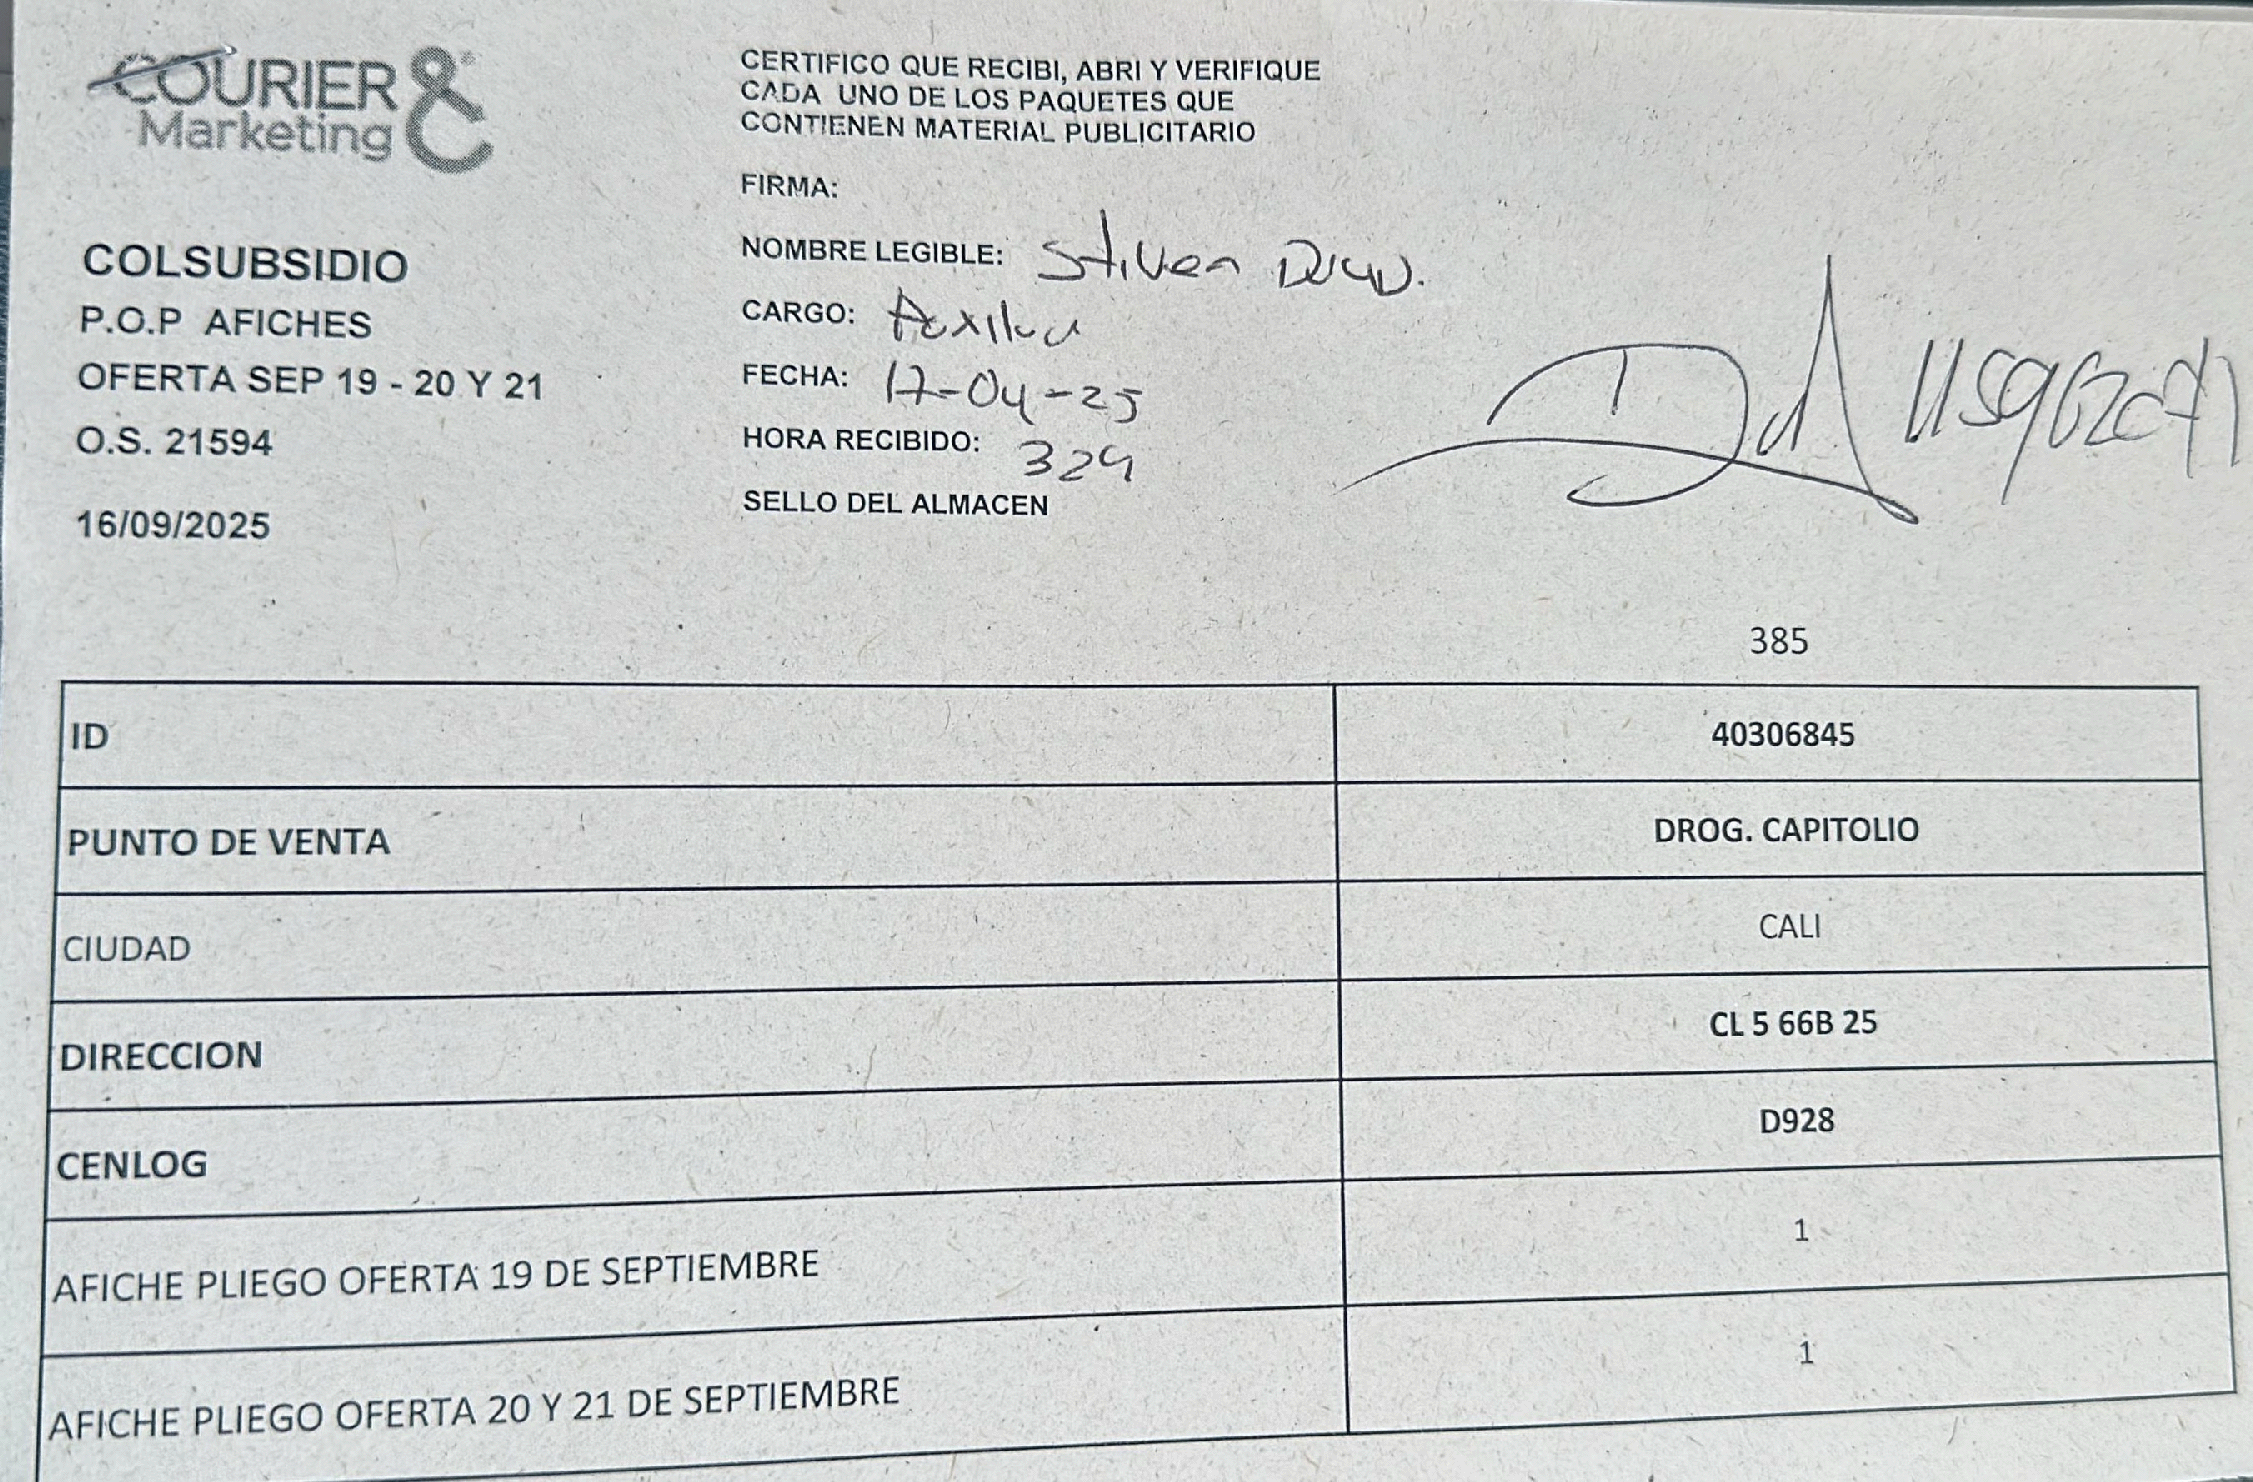 COURIER &
Marketing C
COLSUBSIDIO
P.O.P AFICHES
OFERTA SEP 19 - 20 Y 21
O.S. 21594
16/09/2025
CERTIFICO QUE RECIBI, ABRI Y VERIFIQUE
CADA UNO DE LOS PAQUETES QUE
CONTIENEN MATERIAL PUBLICITARIO
FIRMA:
NOMBRE LEGIBLE: Stiven
CARGO:
FECHA: 17-04-25
HORA RECIBIDO: 329
SELLO DEL ALMACEN
385
ID 40306845
PUNTO DE VENTA DROG. CAPITOLIO
CIUDAD CALI
DIRECCION CL 5 66B 25
CENLOG D928
AFICHE PLIEGO OFERTA 19 DE SEPTIEMBRE 1
AFICHE PLIEGO OFERTA 20 Y 21 DE SEPTIEMBRE 1